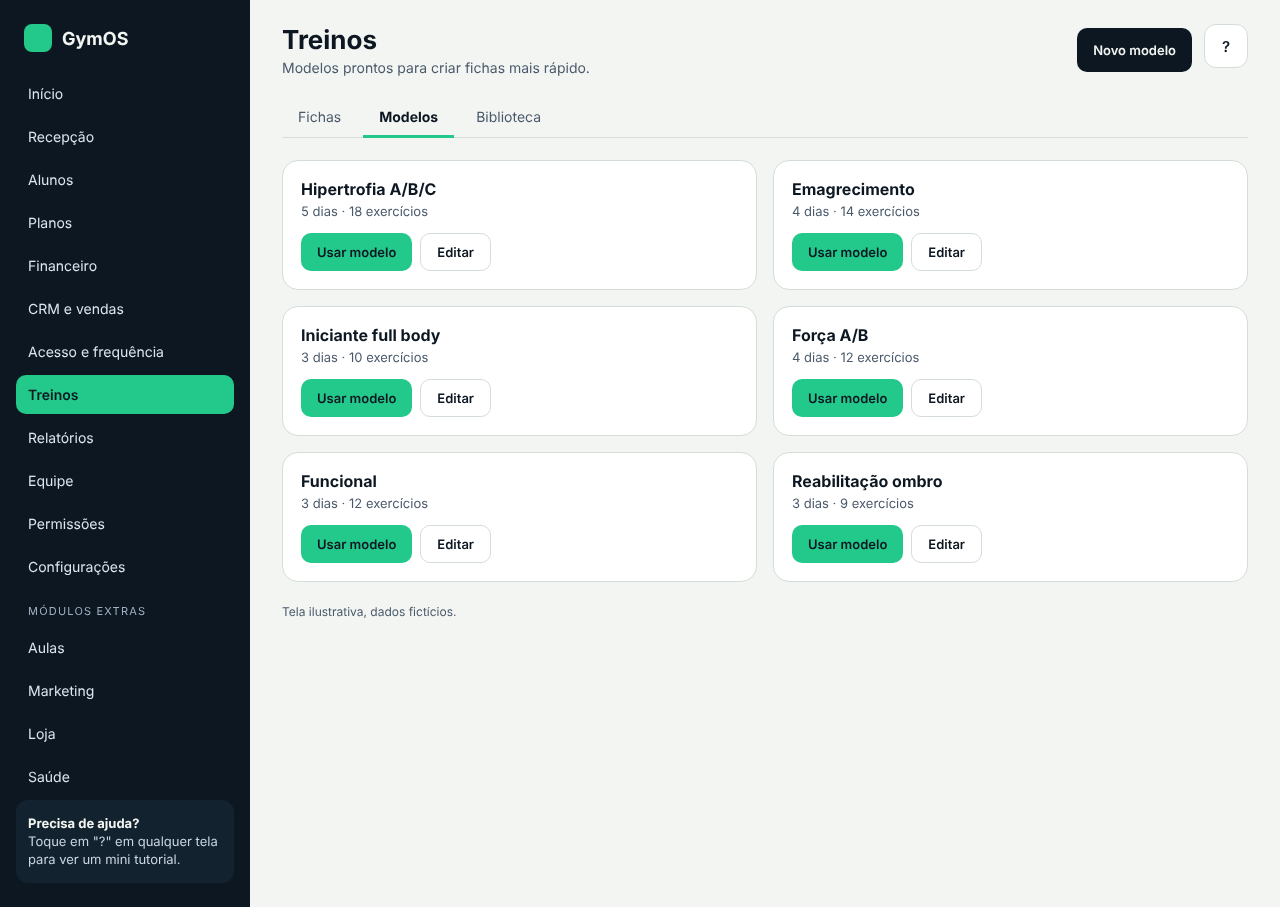 GymOS
Início
Recepção
Alunos
Planos
Financeiro
CRM e vendas
Acesso e frequência
Treinos
Relatórios
Equipe
Permissões
Configurações
MÓDULOS EXTRAS
Aulas
Marketing
Loja
Saúde
Precisa de ajuda?
Toque em "?" em qualquer tela
para ver um mini tutorial.
Treinos
Modelos prontos para criar fichas mais rápido.
Novo modelo
?
Fichas
Modelos
Biblioteca
Hipertrofia A/B/C
5 dias · 18 exercícios
Usar modelo
Editar
Emagrecimento
4 dias · 14 exercícios
Usar modelo
Editar
Iniciante full body
3 dias · 10 exercícios
Usar modelo
Editar
Força A/B
4 dias · 12 exercícios
Usar modelo
Editar
Funcional
3 dias · 12 exercícios
Usar modelo
Editar
Reabilitação ombro
3 dias · 9 exercícios
Usar modelo
Editar
Tela ilustrativa, dados fictícios.